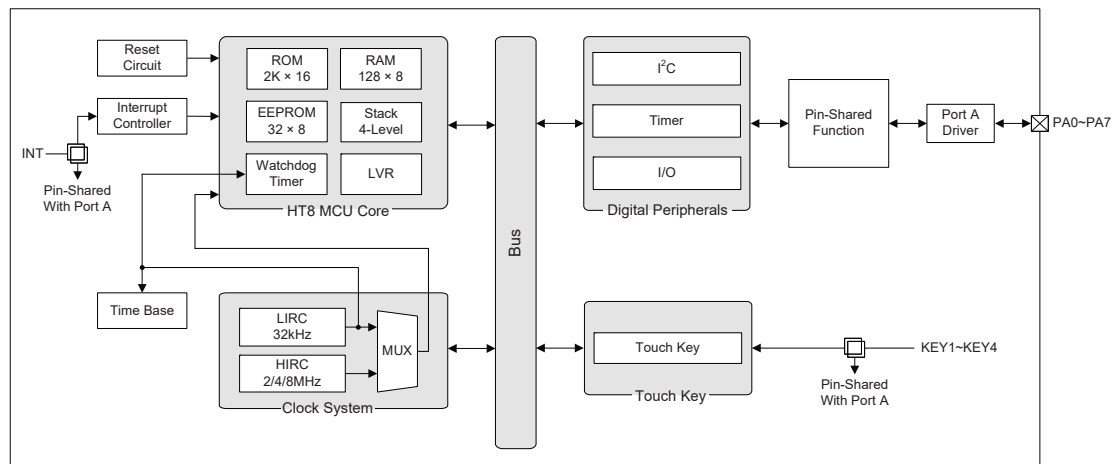 Reset
Circuit
Interrupt
Controller
INT
Pin-Shared
With Port A
ROM
2K × 16
RAM
128 × 8
EEPROM
32 × 8
Stack
4-Level
Watchdog
Timer
LVR
HT8 MCU Core
Time Base
LIRC
32kHz
HIRC
2/4/8MHz
MUX
Clock System
Bus
I²C
Timer
I/O
Digital Peripherals
Pin-Shared
Function
Port A
Driver
PA0~PA7
Touch Key
Touch Key
KEY1~KEY4
Pin-Shared
With Port A